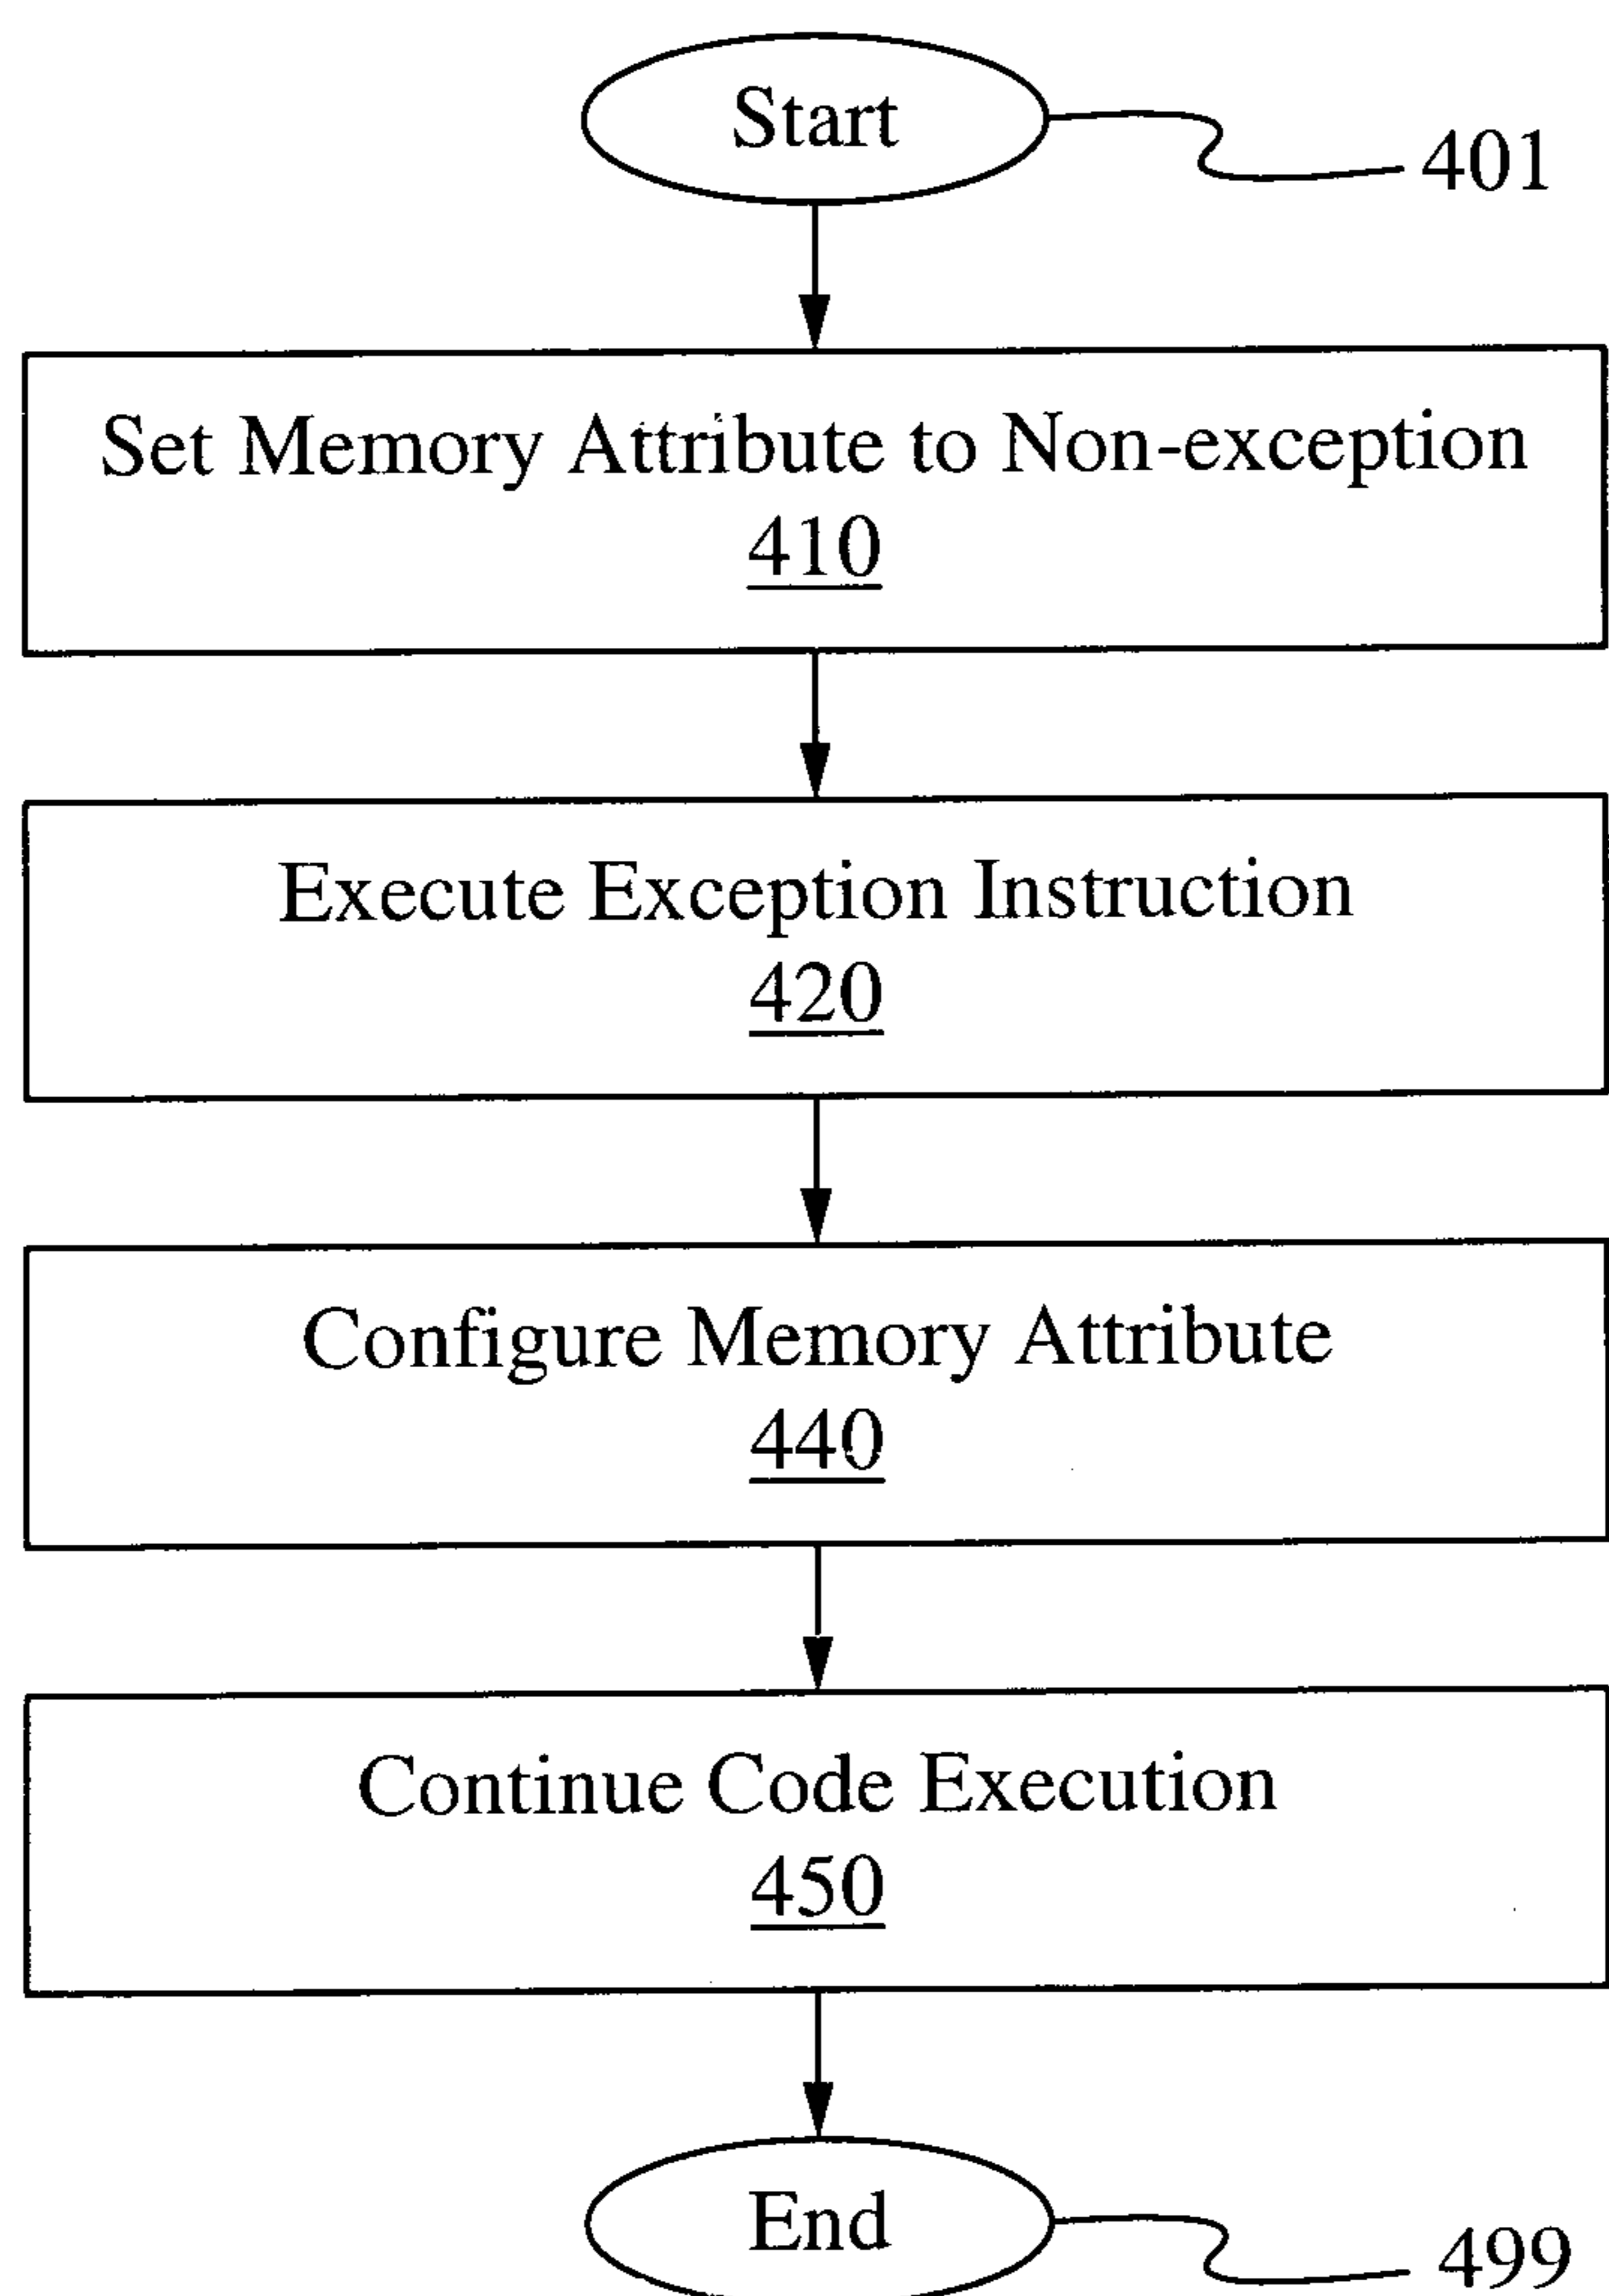 Start
401
Set Memory Attribute to Non-exception
410
Execute Exception Instruction
420
Configure Memory Attribute
440
Continue Code Execution
450
End
499